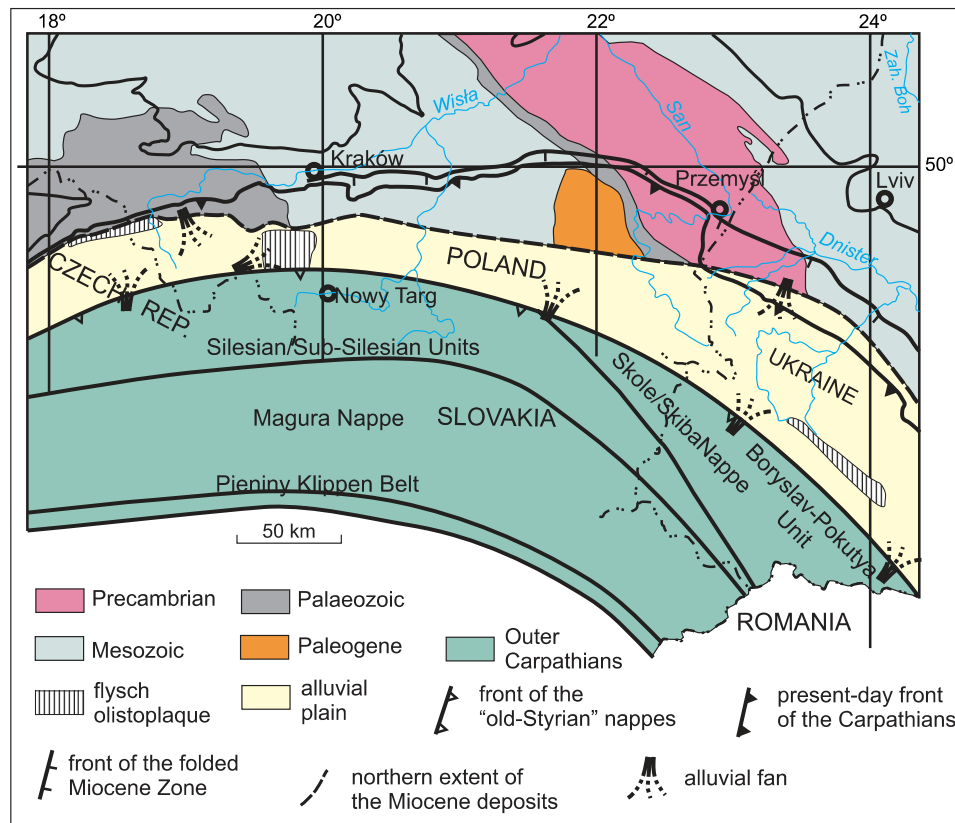 18º 20º 22º 24º
Zah. Boh
Wisła
San
Kraków
50º
Przemyśl
Lviv
Dnister
POLAND
CZECH REP
Nowy Targ
UKRAINE
Silesian/Sub-Silesian Units
Skole/SkibaNappe
Magura Nappe SLOVAKIA
Boryslav-Pokutya
Unit
Pieniny Klippen Belt
50 km
ROMANIA
Precambrian
Palaeozoic
Mesozoic
Paleogene
Outer
Carpathians
flysch
olistoplaque
alluvial
plain
front of the
“old-Styrian” nappes
present-day front
of the Carpathians
front of the folded
Miocene Zone
northern extent of
the Miocene deposits
alluvial fan